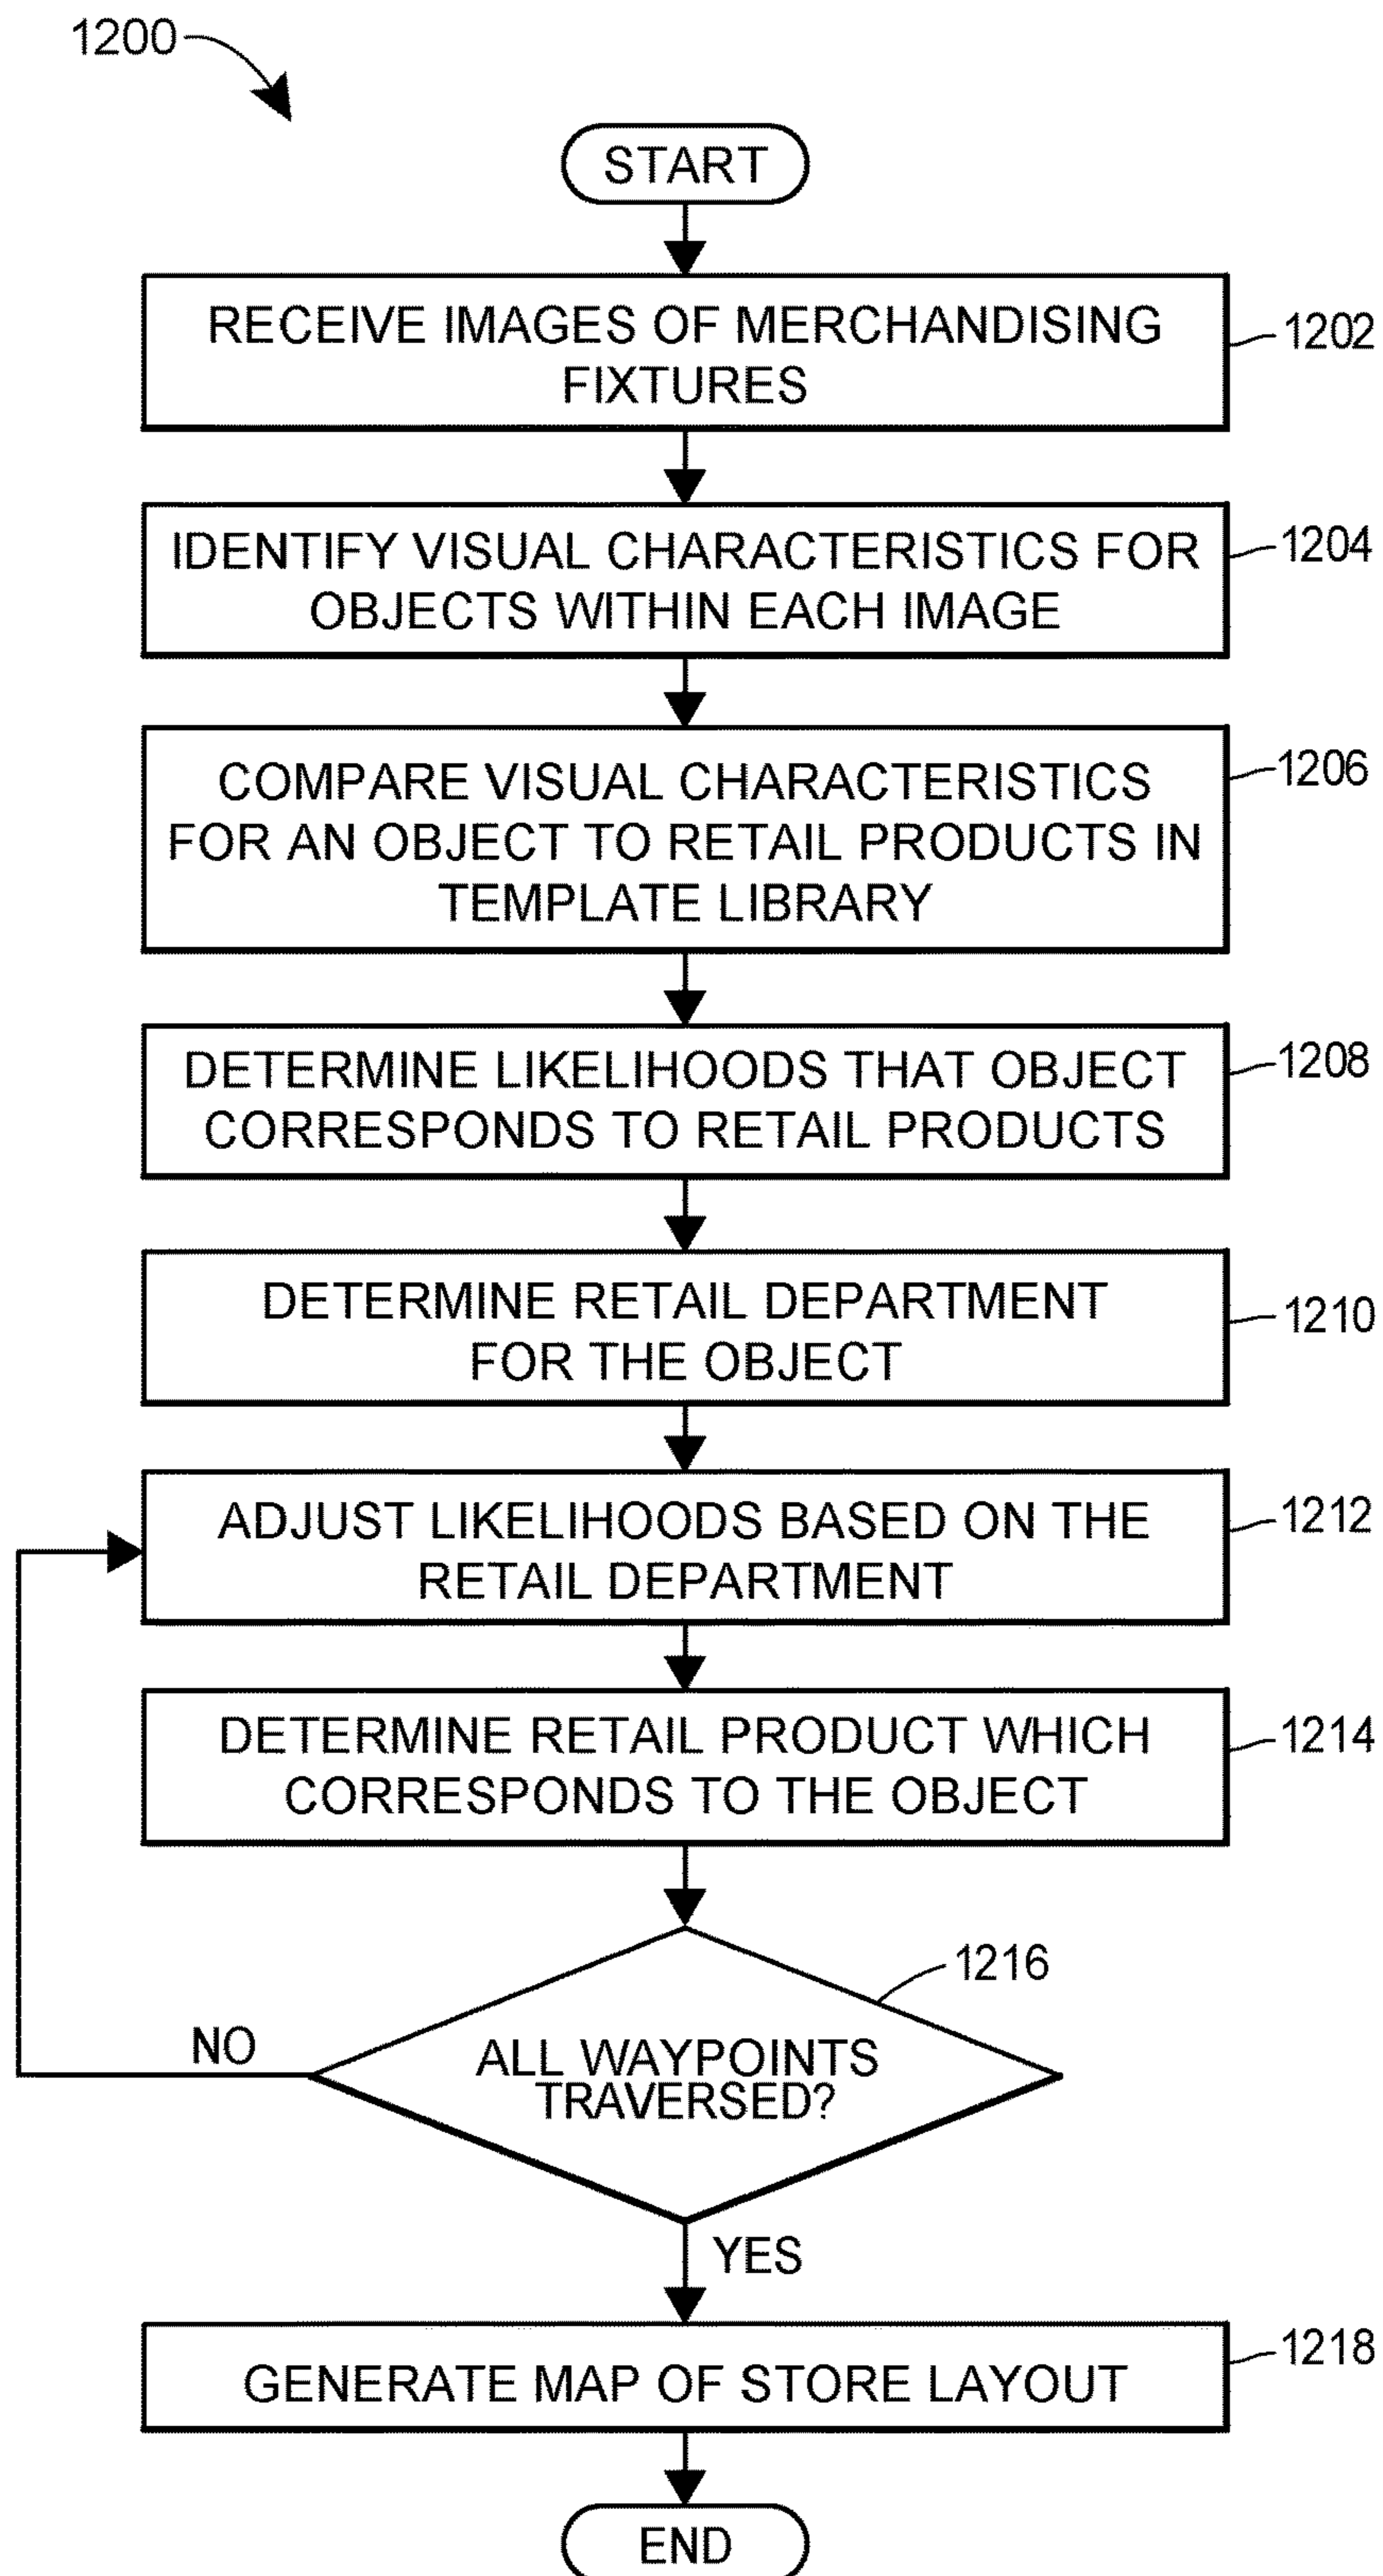 1200
START
RECEIVE IMAGES OF MERCHANDISING
FIXTURES
1202
IDENTIFY VISUAL CHARACTERISTICS FOR
OBJECTS WITHIN EACH IMAGE
1204
COMPARE VISUAL CHARACTERISTICS
FOR AN OBJECT TO RETAIL PRODUCTS IN
TEMPLATE LIBRARY
1206
DETERMINE LIKELIHOODS THAT OBJECT
CORRESPONDS TO RETAIL PRODUCTS
1208
DETERMINE RETAIL DEPARTMENT
FOR THE OBJECT
1210
ADJUST LIKELIHOODS BASED ON THE
RETAIL DEPARTMENT
1212
DETERMINE RETAIL PRODUCT WHICH
CORRESPONDS TO THE OBJECT
1214
1216
NO
ALL WAYPOINTS
TRAVERSED?
YES
GENERATE MAP OF STORE LAYOUT
1218
END